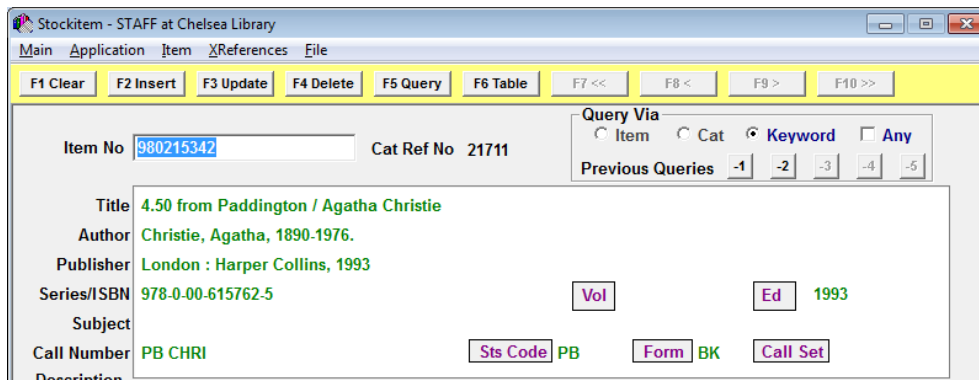 Stockitem - STAFF at Chelsea Library
Main Application Item XReferences File
F1 Clear F2 Insert F3 Update F4 Delete F5 Query F6 Table F7 << F8 < F9 > F10 >>
Query Via
Item No 980215342 Cat Ref No 21711 Item Cat Keyword Any
Previous Queries -1 -2 -3 -4 -5
Title 4.50 from Paddington / Agatha Christie
Author Christie, Agatha, 1890-1976.
Publisher London : Harper Collins, 1993
Series/ISBN 978-0-00-615762-5 Vol Ed 1993
Subject
Call Number PB CHRI Sts Code PB Form BK Call Set
Description